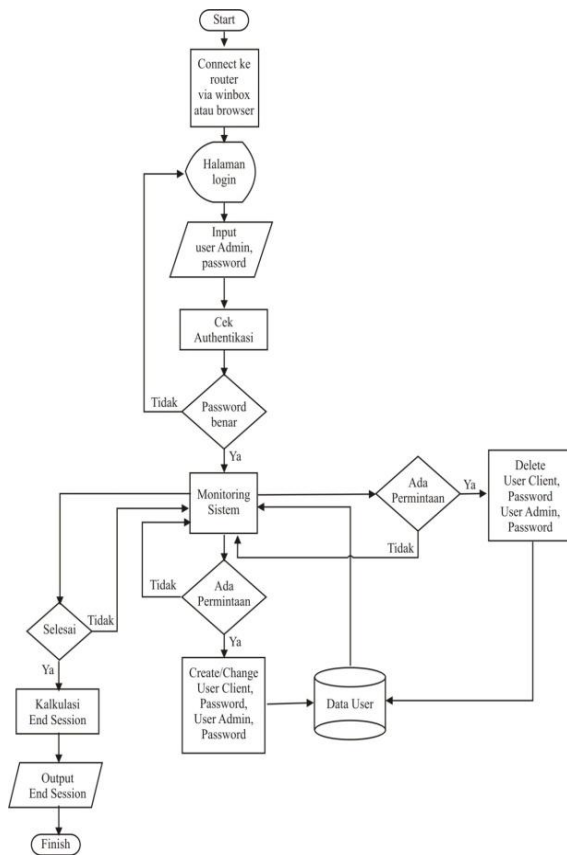 Start
Connect ke
router
via winbox
atau browser
Halaman
login
Input
user Admin,
password
Cek
Authentikasi
Tidak
Password
benar
Ya
Monitoring
Sistem
Ada
Permintaan
Ya
Tidak
Delete
User Client,
Password
User Admin,
Password
Tidak
Ada
Permintaan
Ya
Selesai
Tidak
Ya
Create/Change
User Client,
Password,
User Admin,
Password
Data User
Kalkulasi
End Session
Output
End Session
Finish